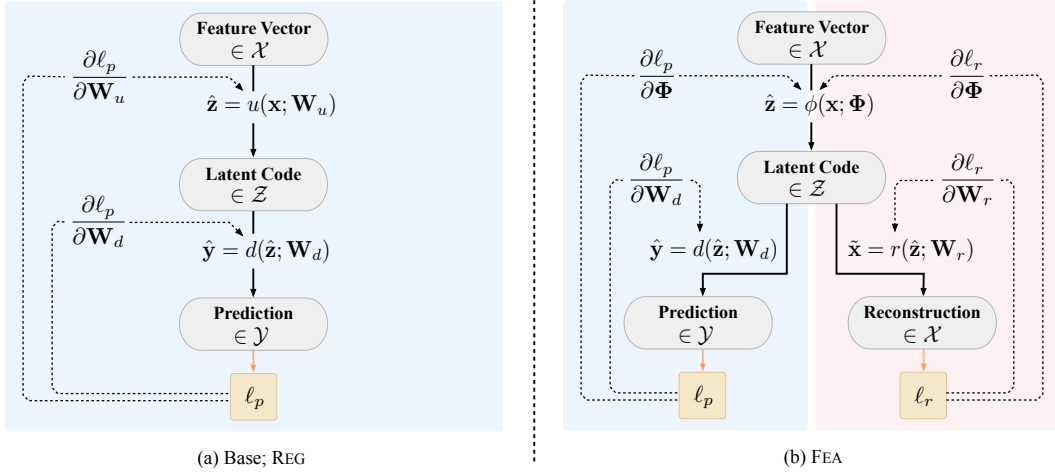 Feature Vector
∈ 𝒳
∂ℓ_p
∂W_u
ẑ = u(x; W_u)
Latent Code
∈ 𝒵
∂ℓ_p
∂W_d
ŷ = d(ẑ; W_d)
Prediction
∈ 𝒴
ℓ_p
(a) Base; REG
Feature Vector
∈ 𝒳
∂ℓ_p
∂Φ
∂ℓ_r
∂Φ
ẑ = ϕ(x; Φ)
Latent Code
∈ 𝒵
∂ℓ_p
∂W_d
∂ℓ_r
∂W_r
ŷ = d(ẑ; W_d)
x̃ = r(ẑ; W_r)
Prediction
∈ 𝒴
Reconstruction
∈ 𝒳
ℓ_p
ℓ_r
(b) FEA